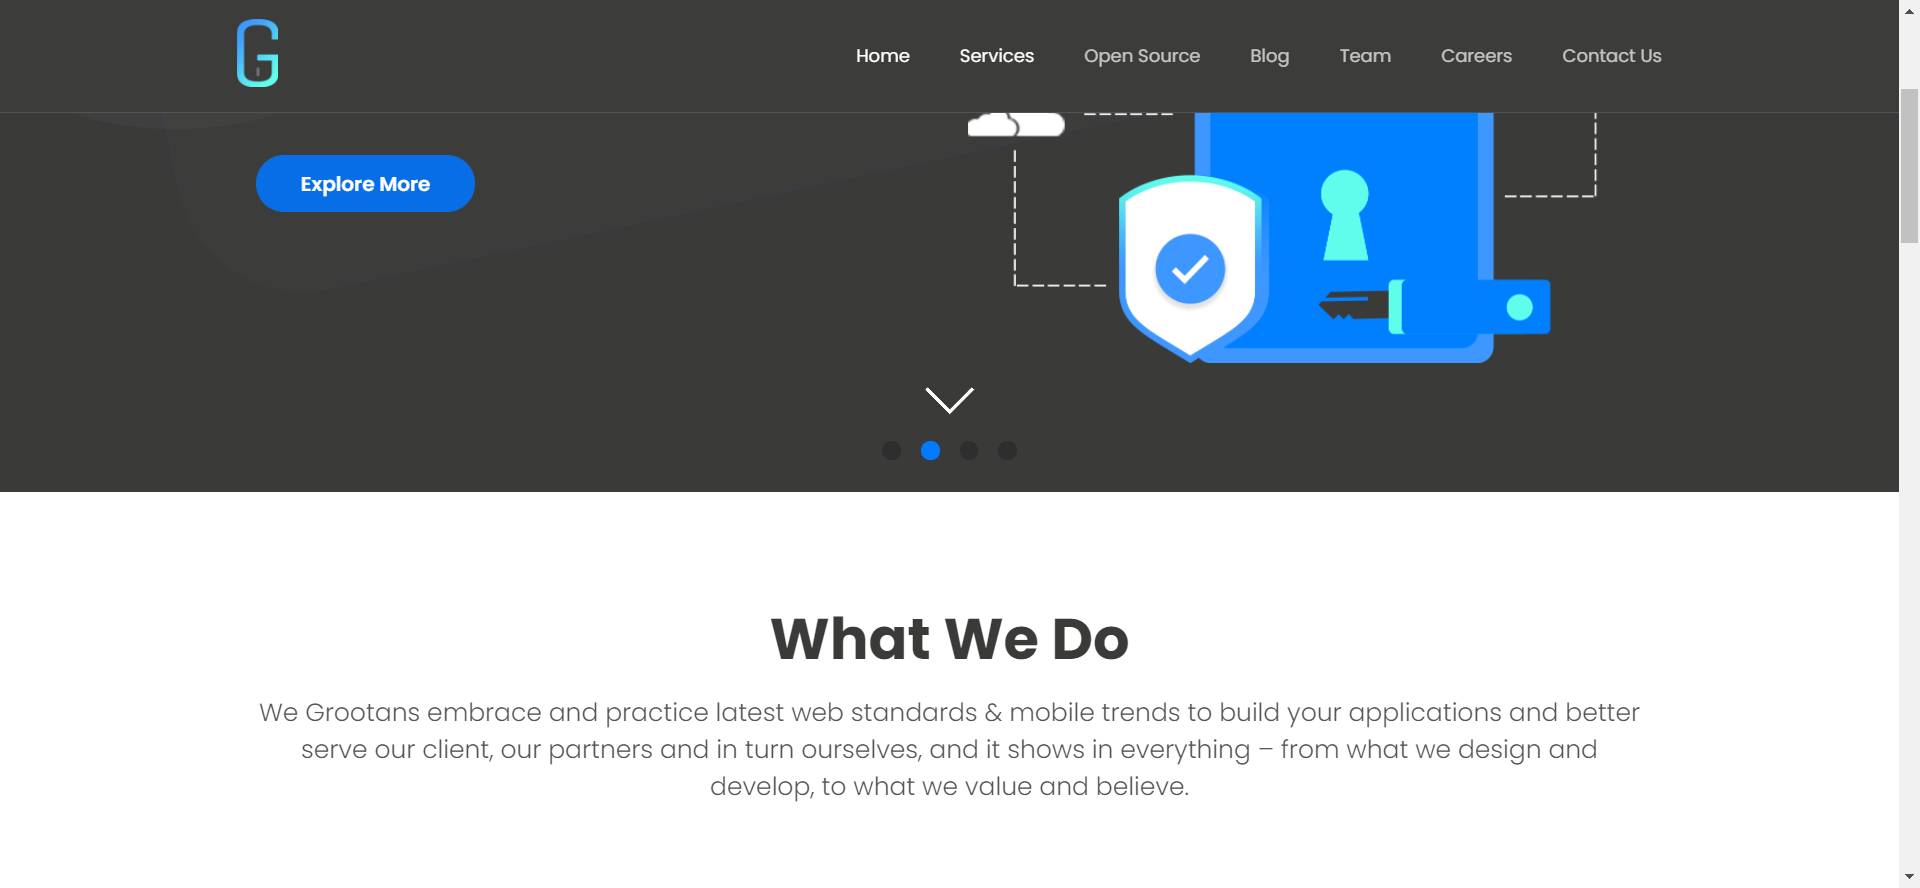 G
Home Services Open Source Blog Team Careers Contact Us
Explore More
What We Do
We Grootans embrace and practice latest web standards & mobile trends to build your applications and better
serve our client, our partners and in turn ourselves, and it shows in everything – from what we design and
develop, to what we value and believe.